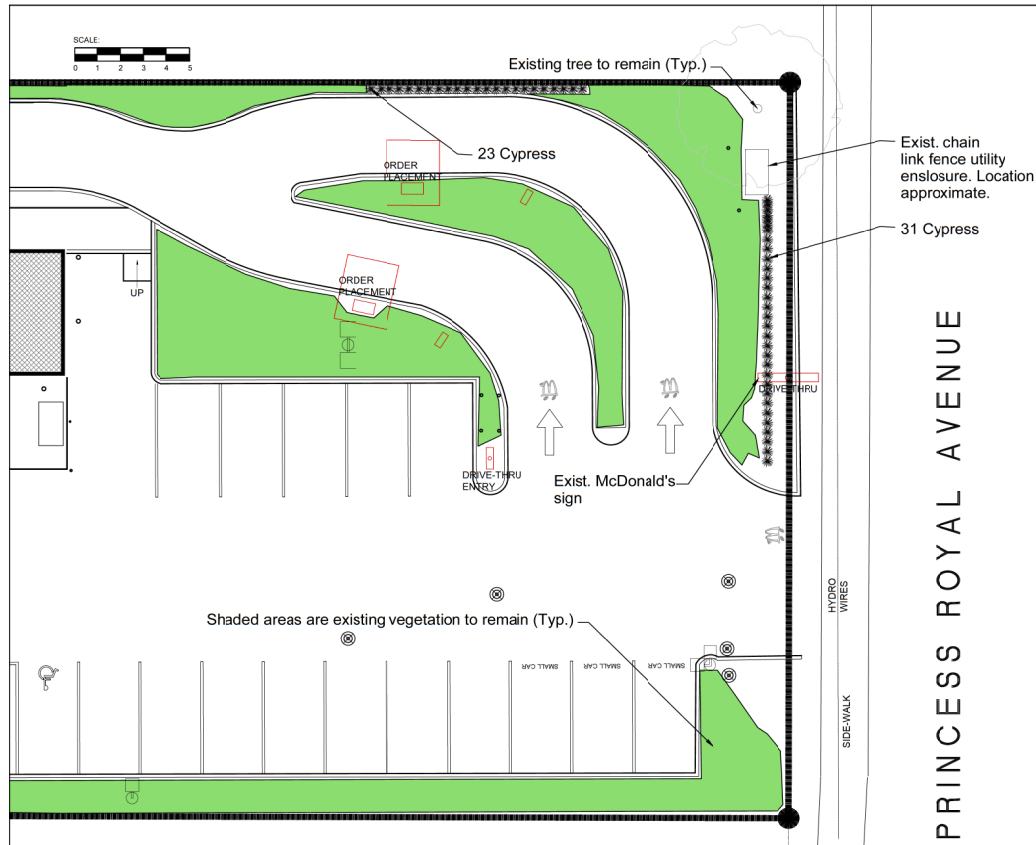 SCALE:
0 1 2 3 4 5
Existing tree to remain (Typ.)
23 Cypress
ORDER
PLACEMENT
Exist. chain
link fence utility
enslosure. Location
approximate.
31 Cypress
UP
ORDER
PLACEMENT
DRIVE-THRU
DRIVE-THRU
ENTRY
Exist. McDonald's
sign
Shaded areas are existing vegetation to remain (Typ.)
SMALL CAR
SMALL CAR
SMALL CAR
HYDRO
WIRES
SIDE-WALK
PRINCESS ROYAL AVENUE